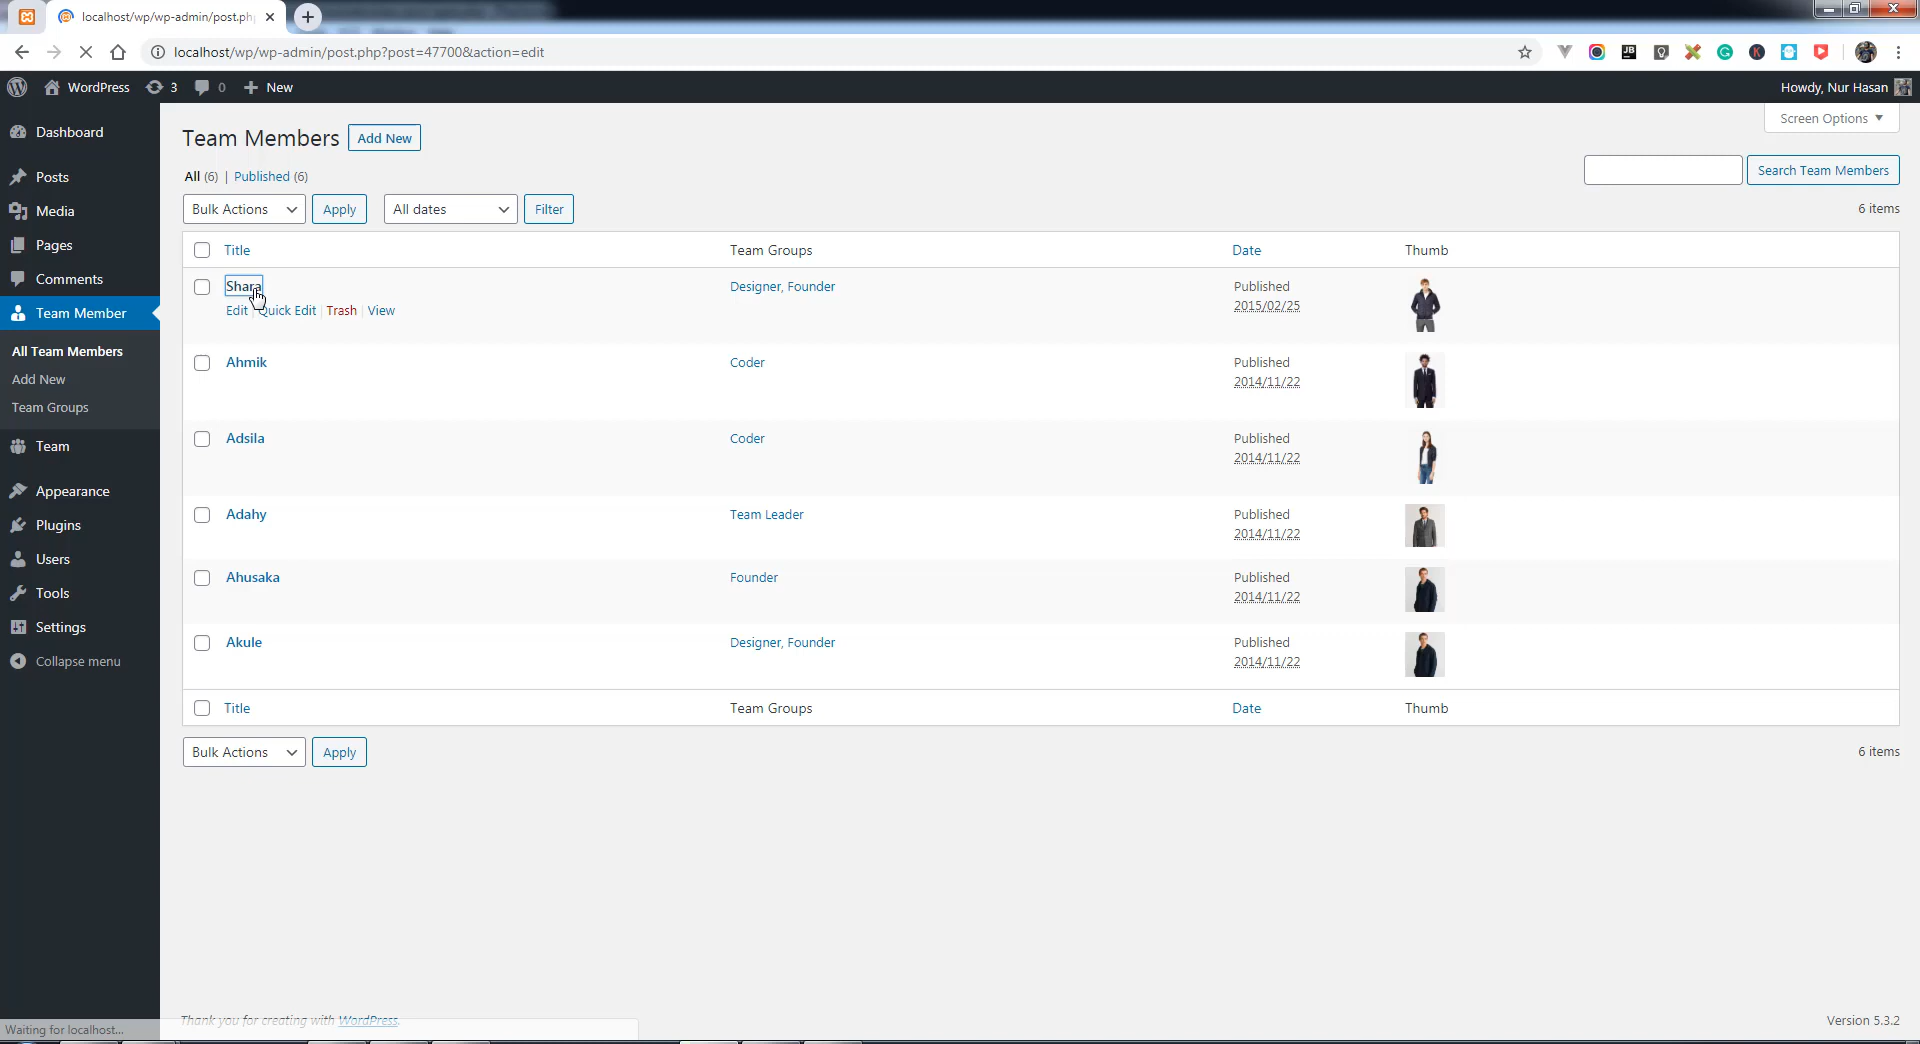 localhost/wp/wp-admin/post.ph
localhost/wp/wp-admin/post.php?post=47700&action=edit
WordPress 3 0 New
Howdy, Nur Hasan
Dashboard
Posts
Media
Pages
Comments
Team Member
All Team Members
Add New
Team Groups
Team
Appearance
Plugins
Users
Tools
Settings
Collapse menu
Screen Options
Team Members Add New
All (6) | Published (6)
Search Team Members
Bulk Actions Apply All dates Filter
6 items
Title Team Groups Date Thumb
Shara Designer, Founder Published
2015/02/25
Edit | Quick Edit | Trash | View
Ahmik Coder Published
2014/11/22
Adsila Coder Published
2014/11/22
Adahy Team Leader Published
2014/11/22
Ahusaka Founder Published
2014/11/22
Akule Designer, Founder Published
2014/11/22
Title Team Groups Date Thumb
Bulk Actions Apply
6 items
Thank you for creating with WordPress.
Version 5.3.2
Waiting for localhost...